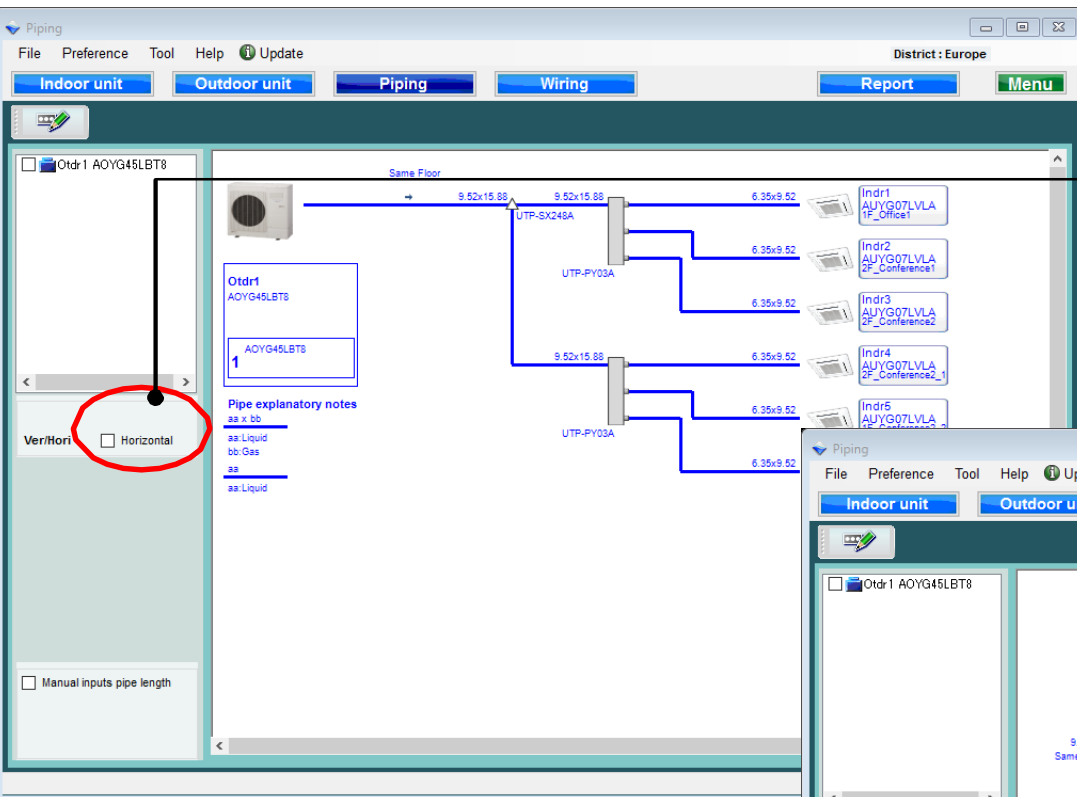 Piping
File Preference Tool Help Update
District : Europe
Indoor unit Outdoor unit Piping Wiring Report Menu
Otdr1 AOYG45LBT8
Same Floor
9.52x15.88 9.52x15.88 6.35x9.52
UTP-SX248A
Indr1
AUYG07LVLA
1F_Office1
6.35x9.52
Indr2
AUYG07LVLA
2F_Conference1
UTP-PY03A
6.35x9.52
Indr3
AUYG07LVLA
2F_Conference2
Otdr1
AOYG45LBT8
AOYG45LBT8
1
9.52x15.88 6.35x9.52
Indr4
AUYG07LVLA
2F_Conference2_1
6.35x9.52
Indr5
AUYG07LVLA
UTP-PY03A
6.35x9.52
Pipe explanatory notes
aa x bb
aa:Liquid
bb:Gas
aa
aa:Liquid
Ver/Hori Horizontal
Manual inputs pipe length
Piping
File Preference Tool Help Up
Indoor unit Outdoor u
Otdr1 AOYG45LBT8
9
Same